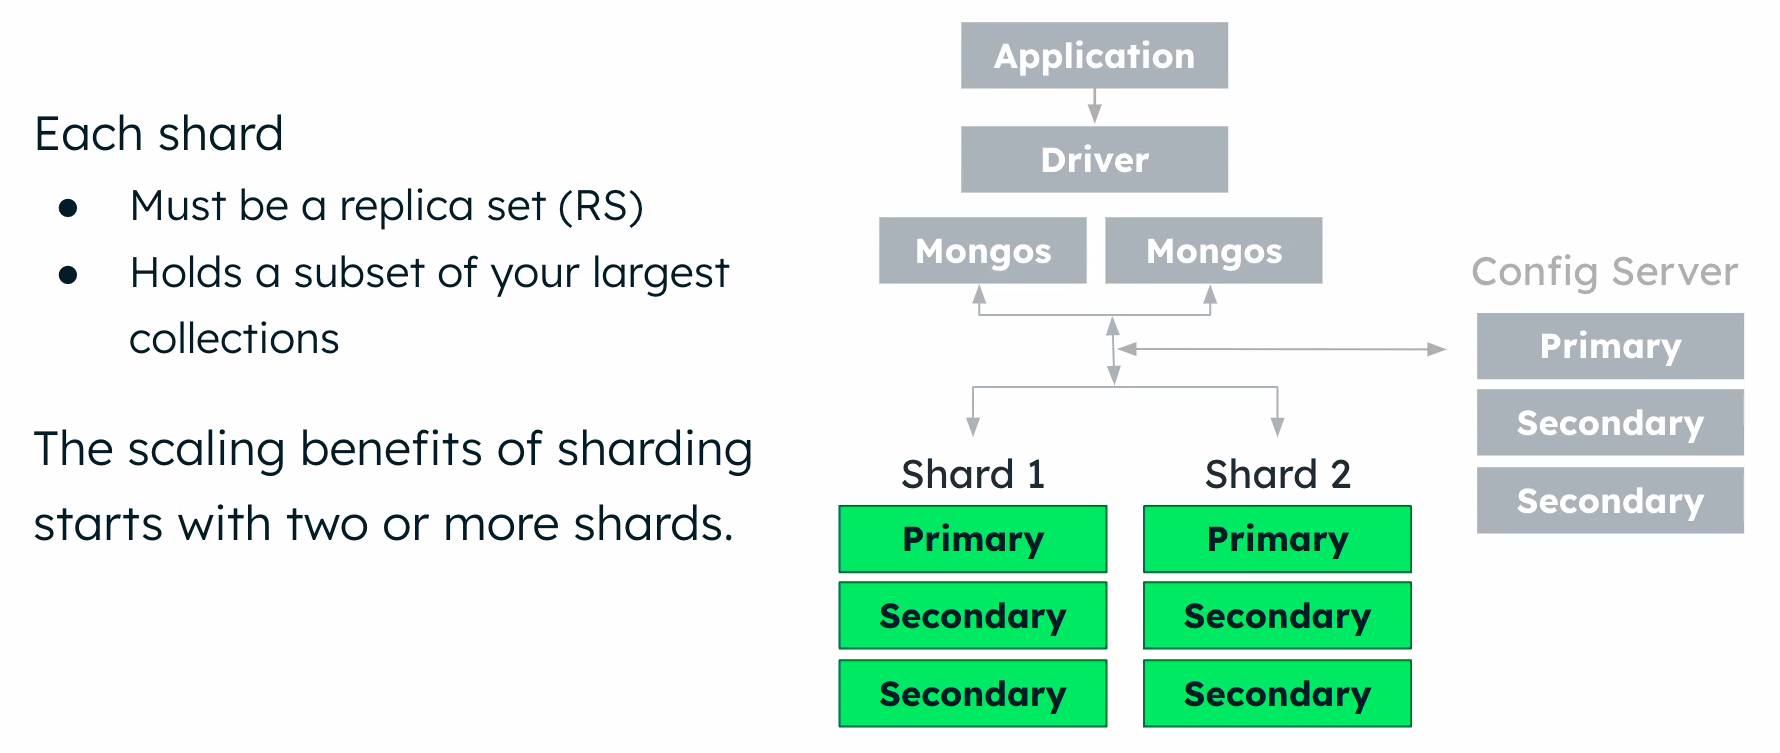 Each shard
● Must be a replica set (RS)
● Holds a subset of your largest
collections
The scaling benefits of sharding
starts with two or more shards.
Application
Driver
Mongos
Mongos
Config Server
Primary
Secondary
Secondary
Shard 1
Primary
Secondary
Secondary
Shard 2
Primary
Secondary
Secondary